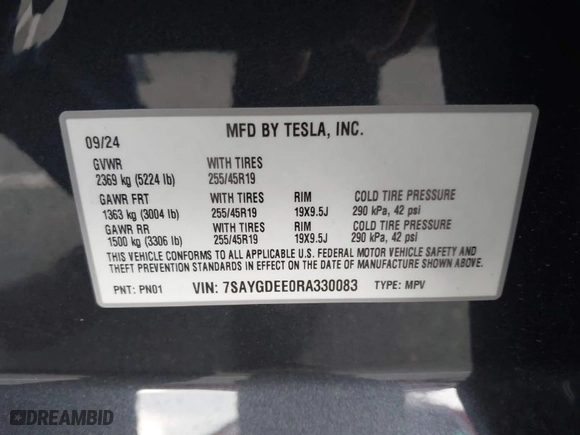 MFD BY TESLA, INC.
09/24
GVWR WITH TIRES
2369 kg (5224 lb) 255/45R19
GAWR FRT WITH TIRES RIM COLD TIRE PRESSURE
1363 kg (3004 lb) 255/45R19 19X9.5J 290 kPa, 42 psi
GAWR RR WITH TIRES RIM COLD TIRE PRESSURE
1500 kg (3306 lb) 255/45R19 19X9.5J 290 kPa, 42 psi
THIS VEHICLE CONFORMS TO ALL APPLICABLE U.S. FEDERAL MOTOR VEHICLE SAFETY AND
THEFT PREVENTION STANDARDS IN EFFECT ON THE DATE OF MANUFACTURE SHOWN ABOVE.
PNT: PN01 VIN: 7SAYGDEE0RA330083 TYPE: MPV
DREAMBID